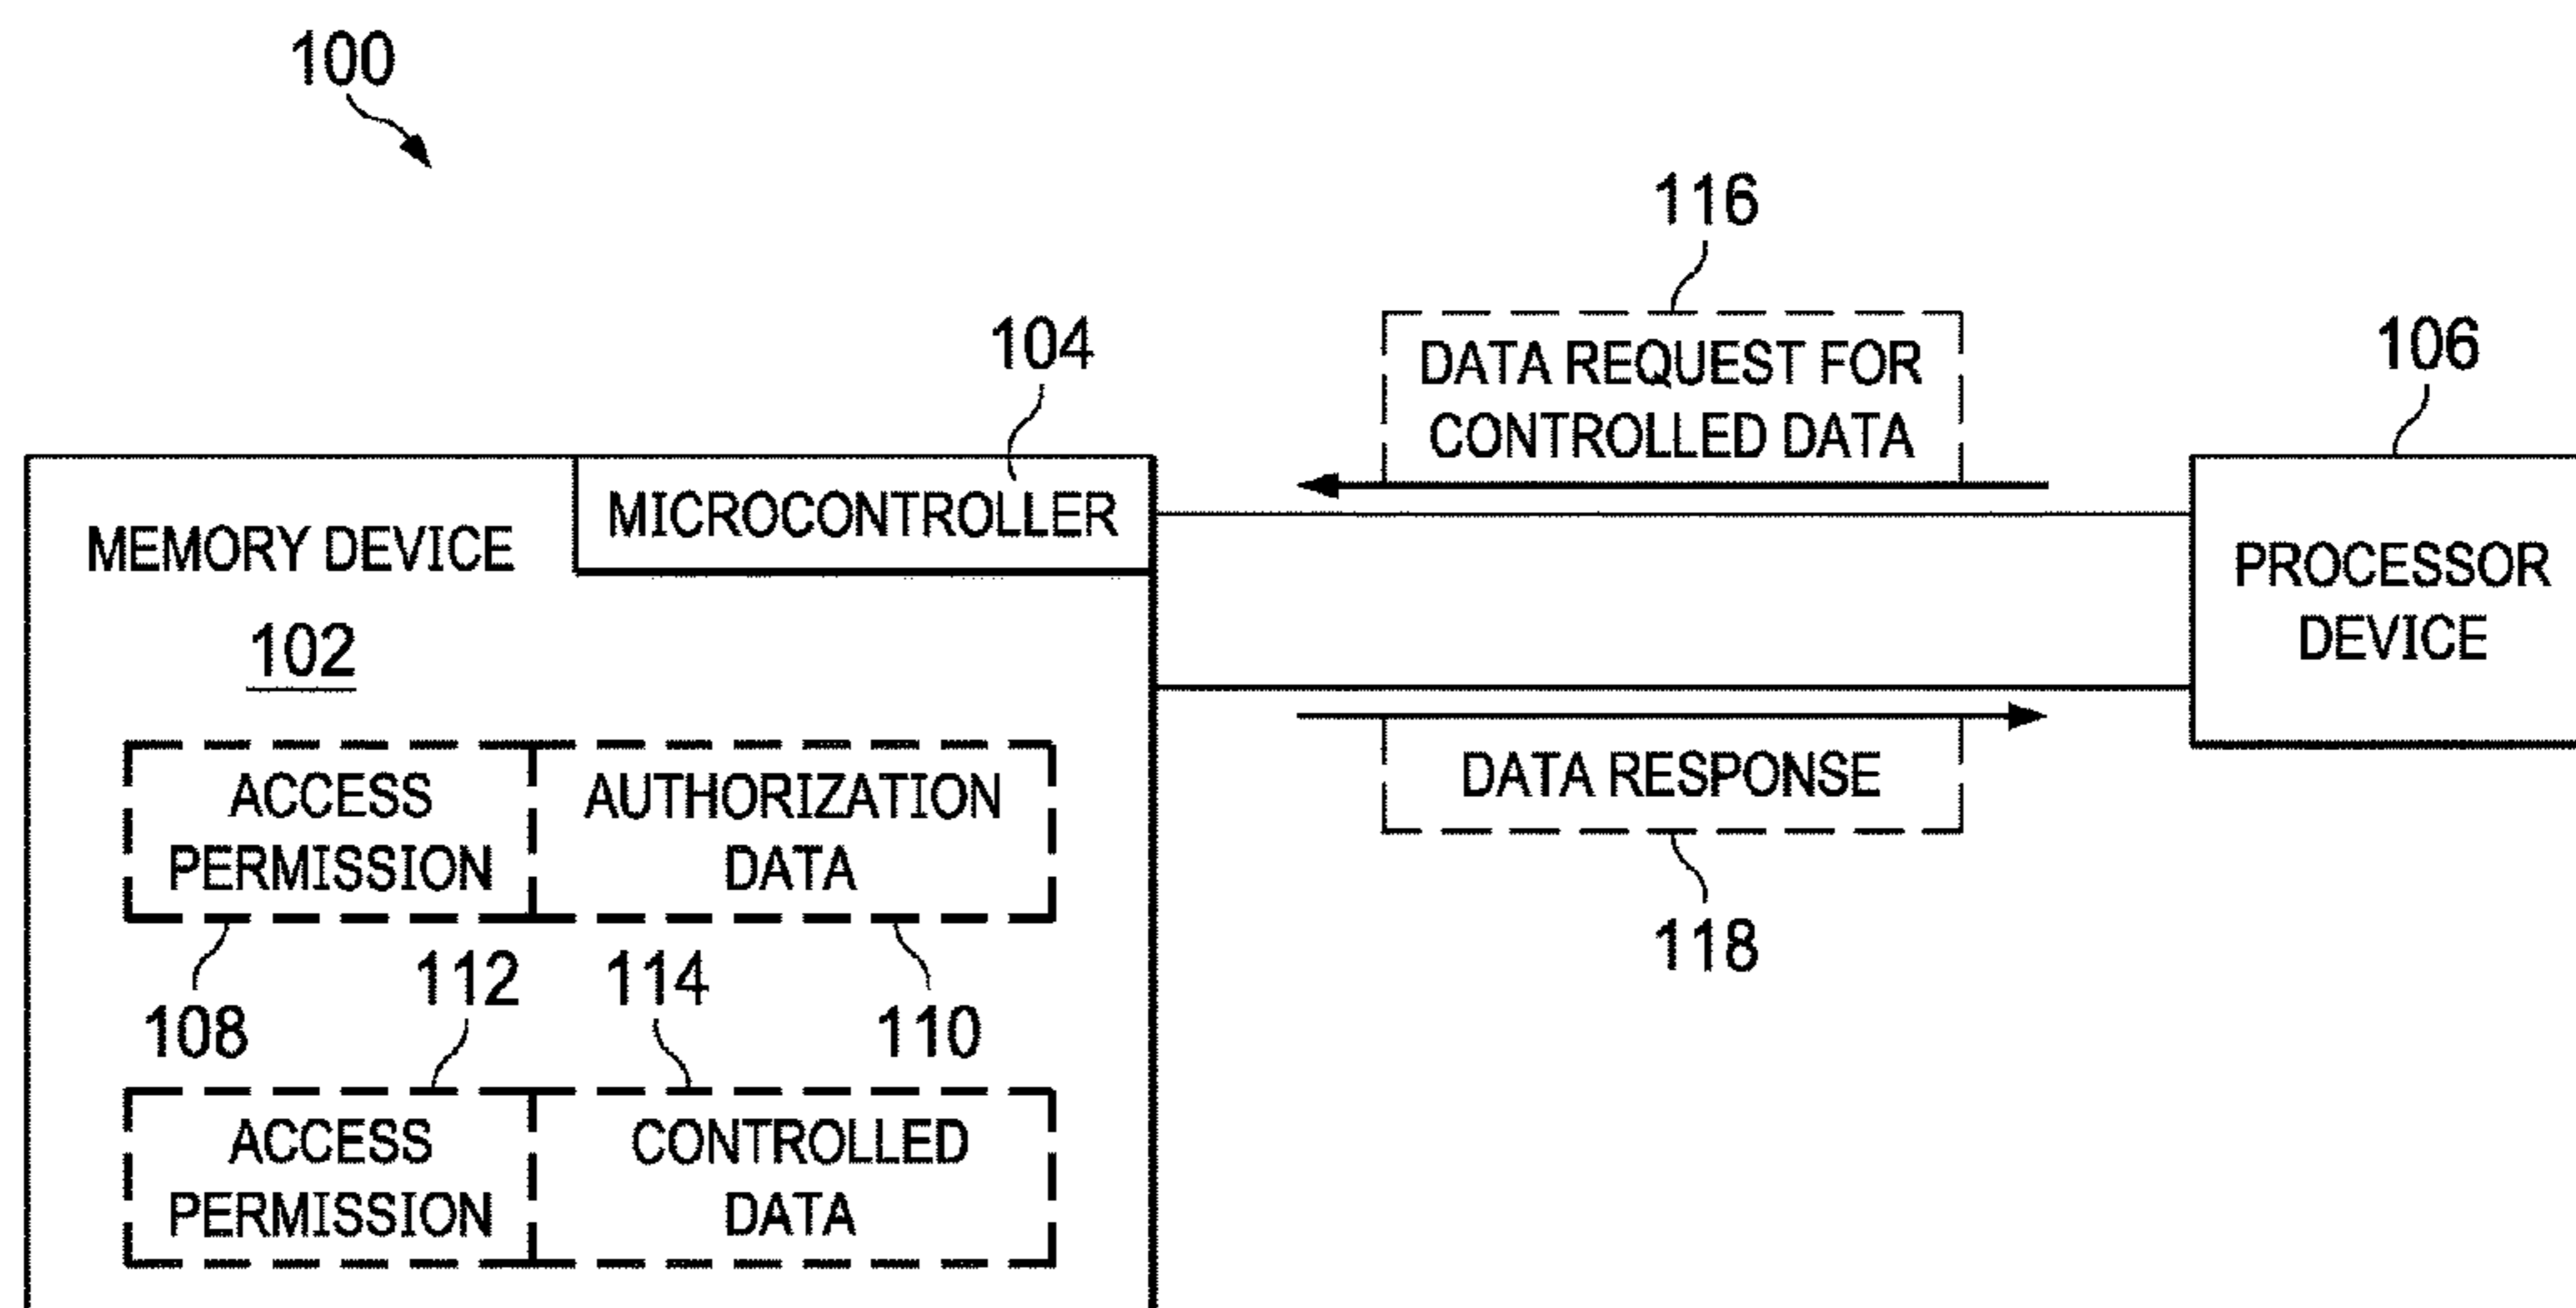 100
116
104
DATA REQUEST FOR
CONTROLLED DATA
106
MICROCONTROLLER
MEMORY DEVICE
PROCESSOR
DEVICE
102
DATA RESPONSE
ACCESS
PERMISSION
AUTHORIZATION
DATA
118
112
114
108
110
ACCESS
PERMISSION
CONTROLLED
DATA